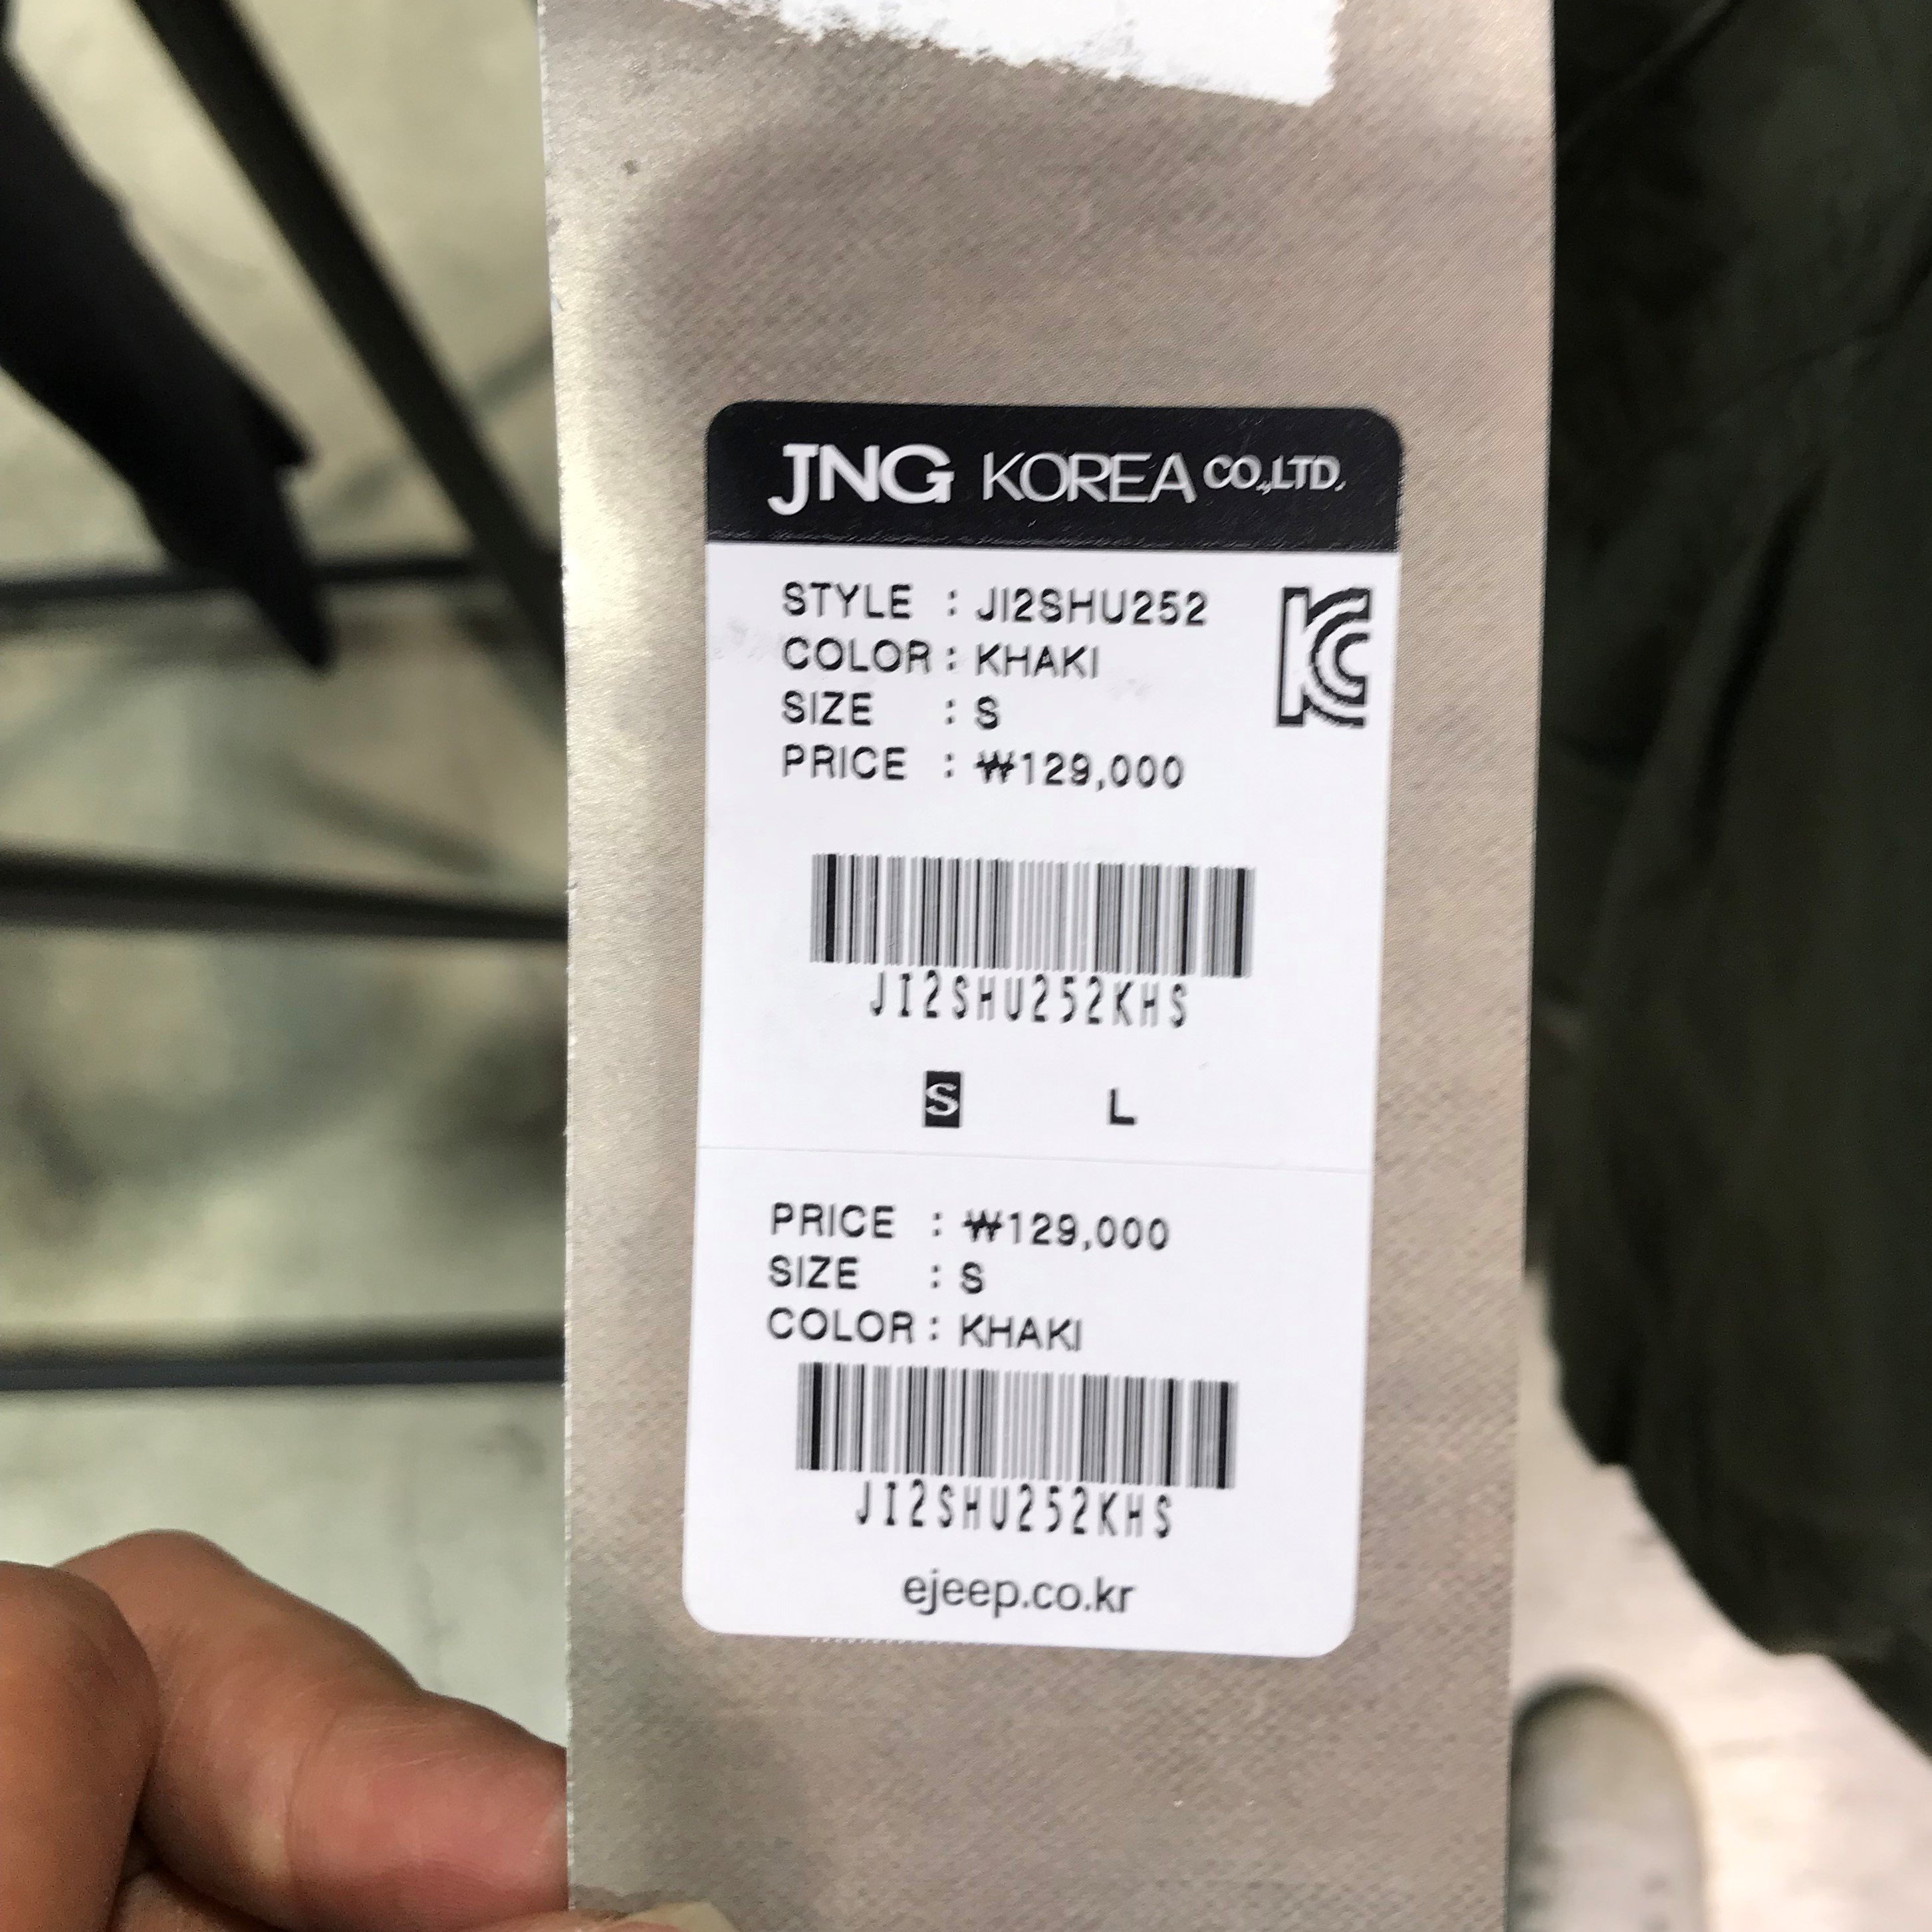 JNG KOREA CO.,LTD.
STYLE : JI2SHU252
COLOR : KHAKI
SIZE : S
PRICE : ₩129,000
JI2SHU252KHS
S L
PRICE : ₩129,000
SIZE : S
COLOR : KHAKI
JI2SHU252KHS
ejeep.co.kr